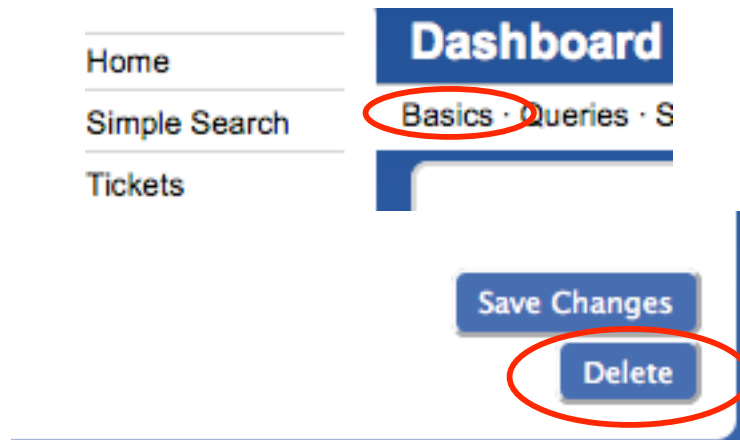 Home
Simple Search
Tickets
Dashboard
Basics · Queries · S
Save Changes
Delete